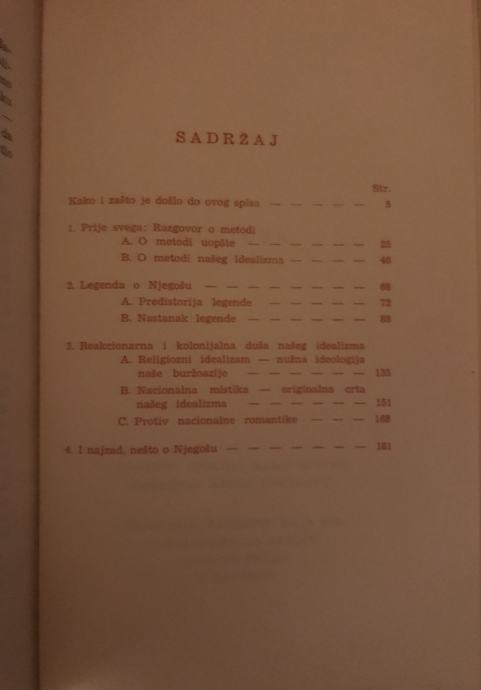 SADRŽAJ
Str.
Kako i zašto je došlo do ovog spisa — — — — — 5
1. Prije svega: Razgovor o metodi
A. O metodi uopšte — — — — — — 25
B. O metodi našeg idealizma — — — — 46
2. Legenda o Njegošu — — — — — — — 68
A. Predistorija legende — — — — — 72
B. Nastanak legende — — — — — — 83
3. Reakcionarna i kolonijalna duša našeg idealizma
A. Religiozni idealizam — nužna ideologija
naše buržoazije — — — — — — 135
B. Nacionalna mistika — originalna crta
našeg idealizma — — — — — — 151
C. Protiv nacionalne romantike — — — — 168
4. I najzad, nešto o Njegošu — — — — — — 181
da